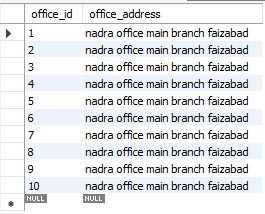 office_id office_address
1 nadra office main branch faizabad
2 nadra office main branch faizabad
3 nadra office main branch faizabad
4 nadra office main branch faizabad
5 nadra office main branch faizabad
6 nadra office main branch faizabad
7 nadra office main branch faizabad
8 nadra office main branch faizabad
9 nadra office main branch faizabad
10 nadra office main branch faizabad
NULL NULL